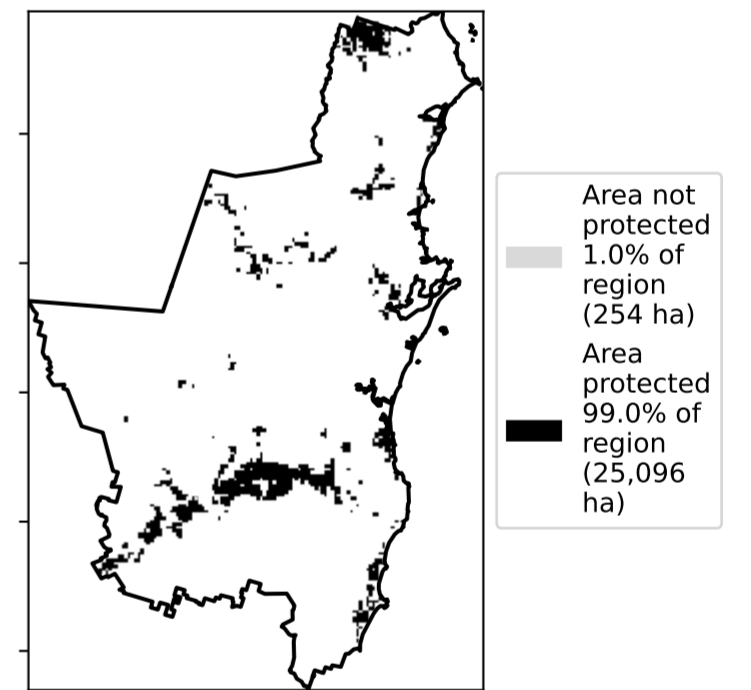 Area not
protected
1.0% of
region
(254 ha)
Area
protected
99.0% of
region
(25,096
ha)